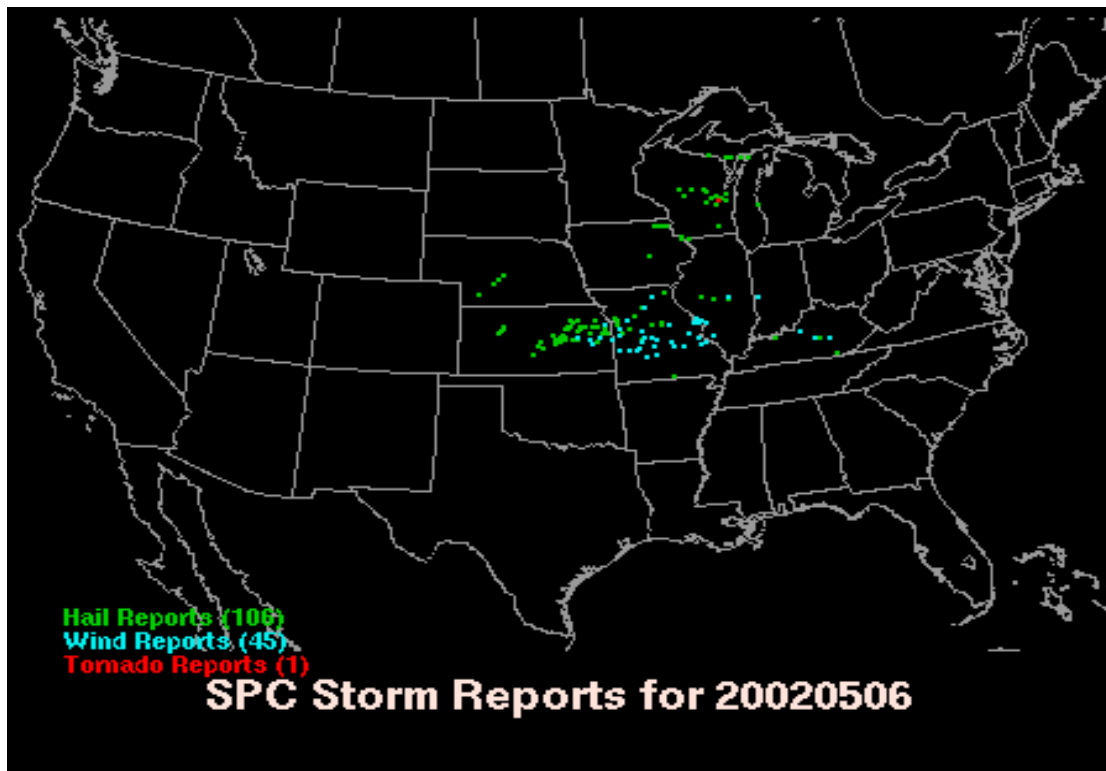 Hail Reports (106)
Wind Reports (45)
Tornado Reports (1)
SPC Storm Reports for 20020506